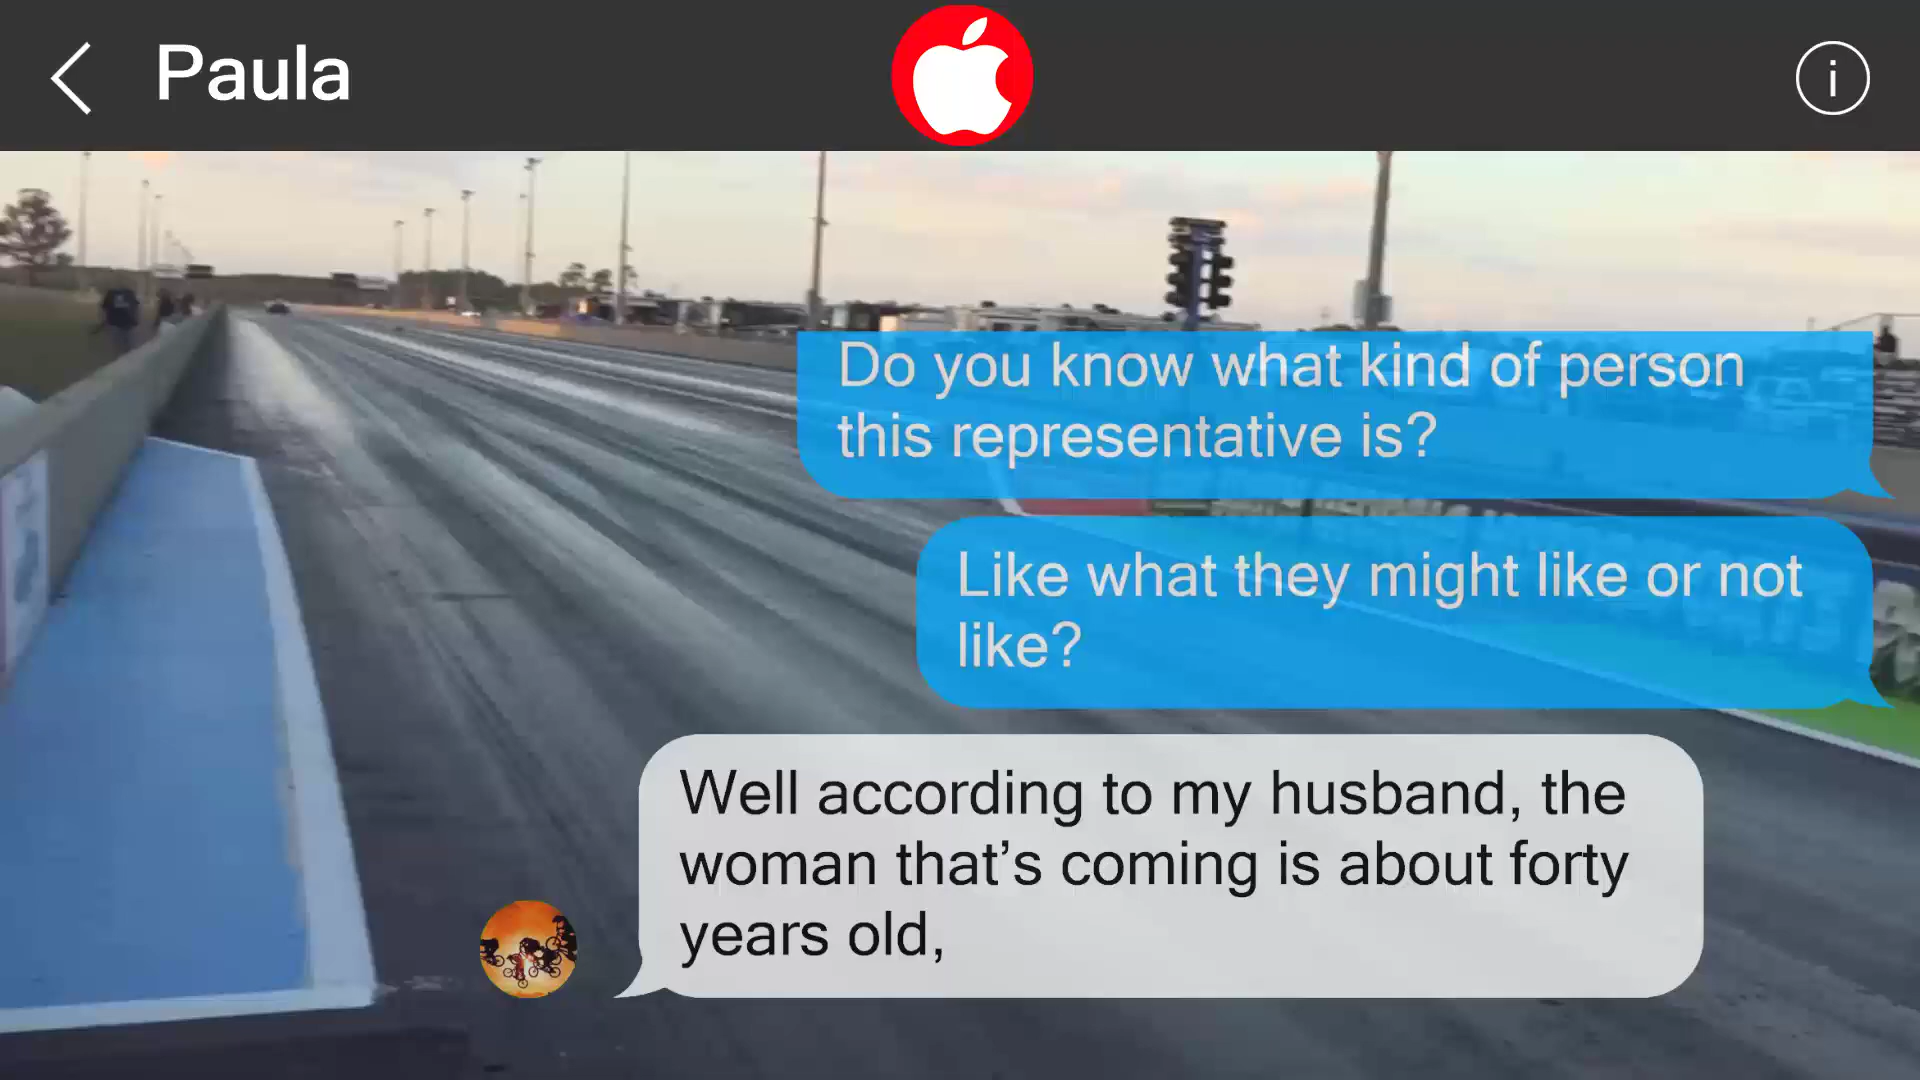 Paula
i
Do you know what kind of person
this representative is?
Like what they might like or not
like?
Well according to my husband, the
woman that’s coming is about forty
years old,